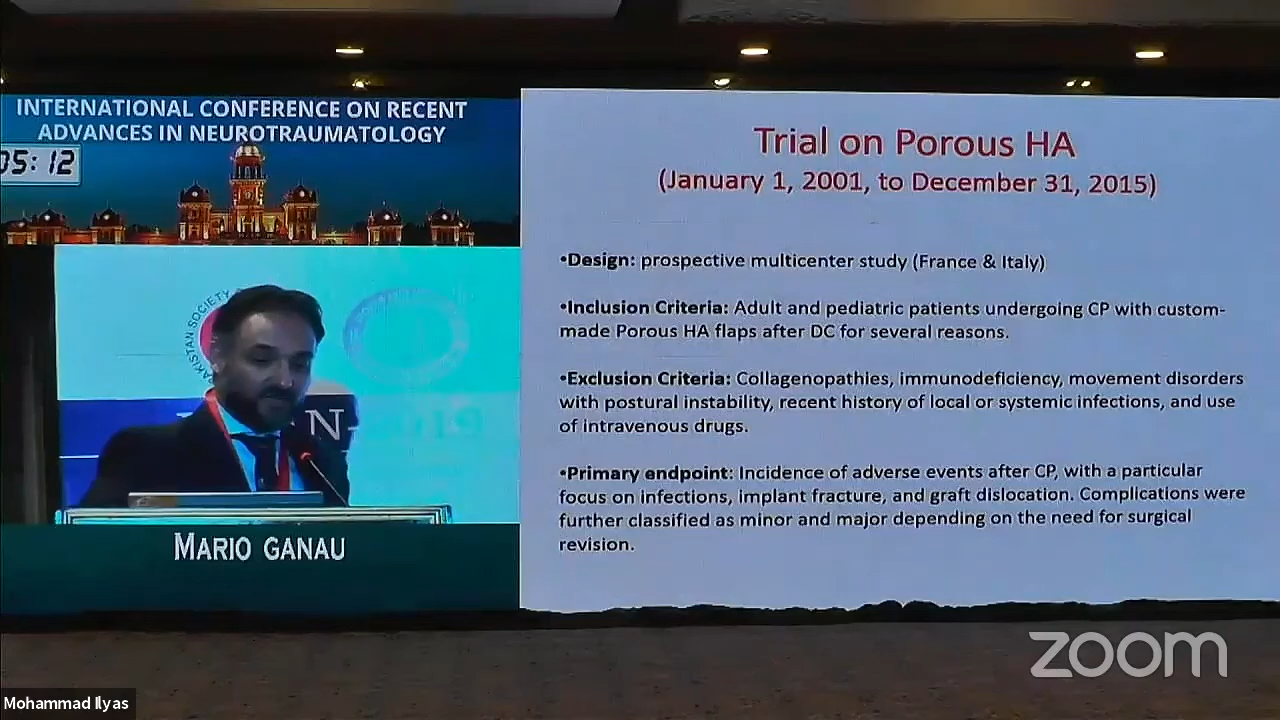 INTERNATIONAL CONFERENCE ON RECENT
ADVANCES IN NEUROTRAUMATOLOGY
05:12
PAKISTAN SOCIETY
N
2019
MARIO GANAU
Trial on Porous HA
(January 1, 2001, to December 31, 2015)
•Design: prospective multicenter study (France & Italy)
•Inclusion Criteria: Adult and pediatric patients undergoing CP with custom-
made Porous HA flaps after DC for several reasons.
•Exclusion Criteria: Collagenopathies, immunodeficiency, movement disorders
with postural instability, recent history of local or systemic infections, and use
of intravenous drugs.
•Primary endpoint: Incidence of adverse events after CP, with a particular
focus on infections, implant fracture, and graft dislocation. Complications were
further classified as minor and major depending on the need for surgical
revision.
zoom
Mohammad Ilyas